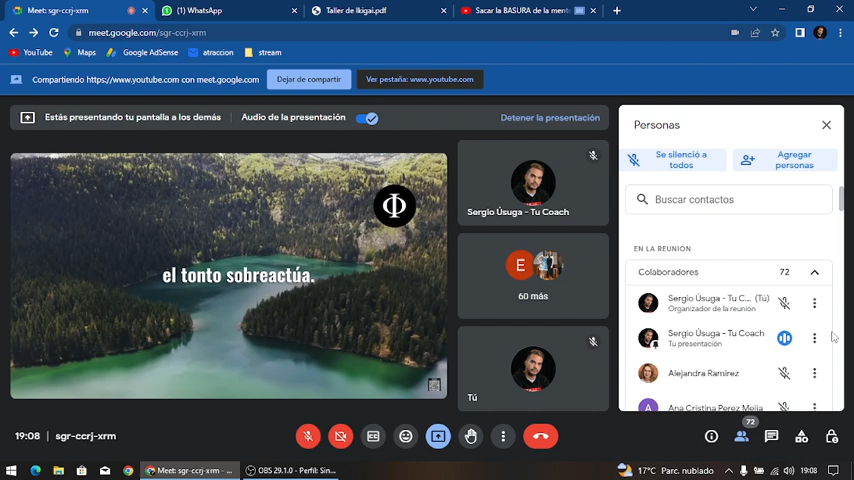 Meet: sgr-ccrj-xrm
(1) WhatsApp
Taller de Ikigai.pdf
Sacar la BASURA de la mente
meet.google.com/sgr-ccrj-xrm
YouTube
Maps
Google AdSense
atraccion
stream
Compartiendo https://www.youtube.com con meet.google.com
Dejar de compartir
Ver pestaña: www.youtube.com
Estás presentando tu pantalla a los demás
Audio de la presentación
Detener la presentación
Φ
el tonto sobreactúa.
Sergio Úsuga - Tu Coach
E
60 más
Tú
Personas
Se silenció a todos
Agregar personas
Buscar contactos
EN LA REUNIÓN
Colaboradores 72
Sergio Úsuga - Tu C... (Tú)
Organizador de la reunión
Sergio Úsuga - Tu Coach
Tu presentación
Alejandra Ramírez
A Ana Cristina Perez Mejia
19:08 sgr-ccrj-xrm
72
Meet: sgr-ccrj-xrm - ...
OBS 29.1.0 - Perfil: Sin...
17°C Parc. nublado
19:08